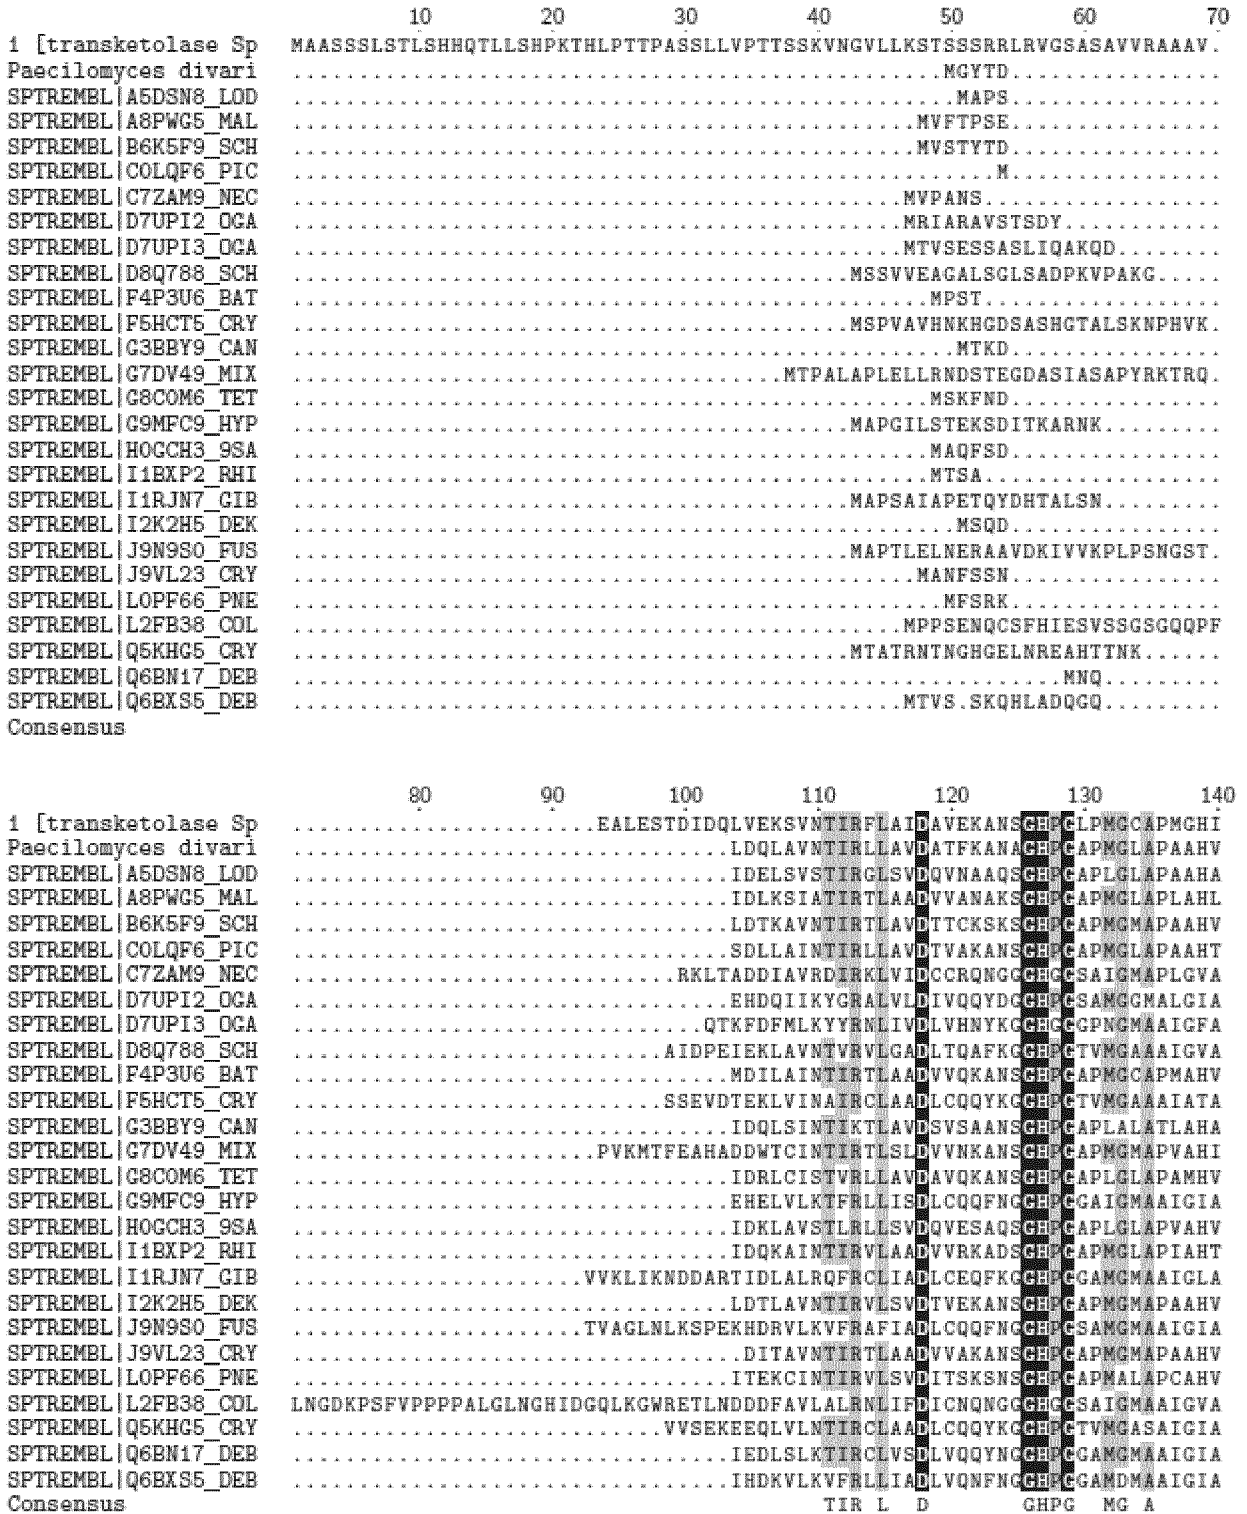 10 20 30 40 50 60 70
1 [transketolase Sp MAASSSLSTLSHHQTLLSHPKTHLPTTPASSLLVPTTSSKVNGVLLKSTSSSRRLRVGSASAVVRAAAV.
Paecilomyces divari .................................................MGYTD................
SPTREMBL|A5DSN8_LOD ..................................................MAPS................
SPTREMBL|A8PWG5_MAL ...............................................MVFTPSE................
SPTREMBL|B6K5F9_SCH ...............................................MVSTYTD................
SPTREMBL|C0LQF6_PIC .....................................................M................
SPTREMBL|C7ZAM9_NEC ..............................................MVPANS..................
SPTREMBL|D7UPI2_OGA ..............................................MRIARAVSTSDY............
SPTREMBL|D7UPI3_OGA ..............................................MTVSESSASLIQAKQD........
SPTREMBL|D8Q788_SCH ..........................................MSSVVEAGALSGLSADPKVPAKG.....
SPTREMBL|F4P3U6_BAT ................................................MPST..................
SPTREMBL|F5HCT5_CRY ..........................................MSPVAVHNKHGDSASHGTALSKNPHVK.
SPTREMBL|G3BBY9_CAN ..................................................MTKD................
SPTREMBL|G7DV49_MIX .....................................MTPALAPLELLRNDSTEGDASIASAPYRKTRQ.
SPTREMBL|G8C0M6_TET ................................................MSKFND................
SPTREMBL|G9MFC9_HYP ..........................................MAPGILSTEKSDITKARNK.........
SPTREMBL|H0GCH3_9SA ................................................MAQFSD................
SPTREMBL|I1BXP2_RHI ................................................MTSA..................
SPTREMBL|I1RJN7_GIB ..........................................MAPSAIAPETQYDHTALSN.........
SPTREMBL|I2K2H5_DEK ..................................................MSQD................
SPTREMBL|J9N9S0_FUS ..........................................MAPTLELNERAAVDKIVVKPLPSNGST.
SPTREMBL|J9VL23_CRY ...............................................MANFSSN................
SPTREMBL|L0PF66_PNE .................................................MFSRK................
SPTREMBL|L2FB38_COL ..............................................MPPSENQCSFHIESVSSGSGQQPF
SPTREMBL|Q5KHG5_CRY ..........................................MTATRNTNGHGELNREAHTTNK......
SPTREMBL|Q6BN17_DEB ..........................................................MNQ.........
SPTREMBL|Q6BXS5_DEB ..............................................MTVS.SKQHLADQGQ.........
Consensus
80 90 100 110 120 130 140
1 [transketolase Sp .......................EALESTDIDQLVEKSVNTIRFLAIDAVEKANSGHPGLPMGCAPMGHI
Paecilomyces divari .................................LDQLAVNTIRLLAVDATFKANAGHPGAPMGLAPAAHV
SPTREMBL|A5DSN8_LOD .................................IDELSVSTIRGLSVDQVNAAQSGHPGAPLGLAPAAHA
SPTREMBL|A8PWG5_MAL .................................IDLKSIATIRTLAADVVANAKSGHPGAPMGLAPLAHL
SPTREMBL|B6K5F9_SCH .................................LDTKAVNTIRTLAVDTTCKSKSGHPGAPMGMAPAAHV
SPTREMBL|C0LQF6_PIC .................................SDLLAINTIRLLAVDTVAKANSGHPGAPMGLAPAAHT
SPTREMBL|C7ZAM9_NEC .............................RKLTADDIAVRDIRKLVIDCCRQNGGGHGGSAIGMAPLGVA
SPTREMBL|D7UPI2_OGA .................................EHDQIIKYGRALVLDIVQQYDGGHPGSAMGGMALGIA
SPTREMBL|D7UPI3_OGA ...............................QTKFDFMLKYYRNLIVDLVHNYKGGHGGGPNGMAAIGFA
SPTREMBL|D8Q788_SCH ............................AIDPEIEKLAVNTVRVLGADLTQAFKGGHPGTVMGAAAIGVA
SPTREMBL|F4P3U6_BAT .................................MDILAINTIRTLAADVVQKANSGHPGAPMGCAPMAHV
SPTREMBL|F5HCT5_CRY ............................SSEVDTEKLVINAIRCLAADLCQQYKGGHPGTVMGAAAIATA
SPTREMBL|G3BBY9_CAN .................................IDQLSINTIKTLAVDSVSAANSGHPGAPLALATLAHA
SPTREMBL|G7DV49_MIX .......................PVKMTFEAHADDWTCINTIRTLSLDVVNKANSGHPGAPMGMAPVAHI
SPTREMBL|G8C0M6_TET .................................IDRLCISTVRLLAVDAVQKANSGHPGAPLGLAPAMHV
SPTREMBL|G9MFC9_HYP .................................EHELVLKTFRLLISDLCQQFNGGHPGGAIGMAAIGIA
SPTREMBL|H0GCH3_9SA .................................IDKLAVSTLRLLSVDQVESAQSGHPGAPLGLAPVAHV
SPTREMBL|I1BXP2_RHI .................................IDQKAINTIRVLAADVVRKADSGHPGAPMGLAPIAHT
SPTREMBL|I1RJN7_GIB ......................VVKLIKNDDARTIDLALRQFRCLIADLCEQFKGGHPGGAMGMAAIGLA
SPTREMBL|I2K2H5_DEK .................................LDTLAVNTIRVLSVDTVEKANSGHPGAPMGMAPAAHV
SPTREMBL|J9N9S0_FUS ......................TVAGLNLKSPEKHDRVLKVFRAFIADLCQQFNGGHPGSAMGMAAIGIA
SPTREMBL|J9VL23_CRY ..................................DITAVNTIRTLAADVVAKANSGHPGAPMGMAPAAHV
SPTREMBL|L0PF66_PNE .................................ITEKCINTIRVLSVDITSKSNSGHPGAPMALAPCAHV
SPTREMBL|L2FB38_COL LNGDKPSFVPPPPALGLNGHIDGQLKGWRETLNDDDFAVLALRNLIFDICNQNGGGHGGSAIGMAAIGVA
SPTREMBL|Q5KHG5_CRY ............................VVSEKEEQLVLNTIRCLAADLCQQYKGGHPGTVMGASAIGIA
SPTREMBL|Q6BN17_DEB .................................IEDLSLKTIRCLVSDLVQQYNGGHPGGAMGMAAIGIA
SPTREMBL|Q6BXS5_DEB .................................IHDKVLKVFRLLIADLVQNFNGGHPGGAMDMAAIGIA
Consensus TIR L D GHPG MG A